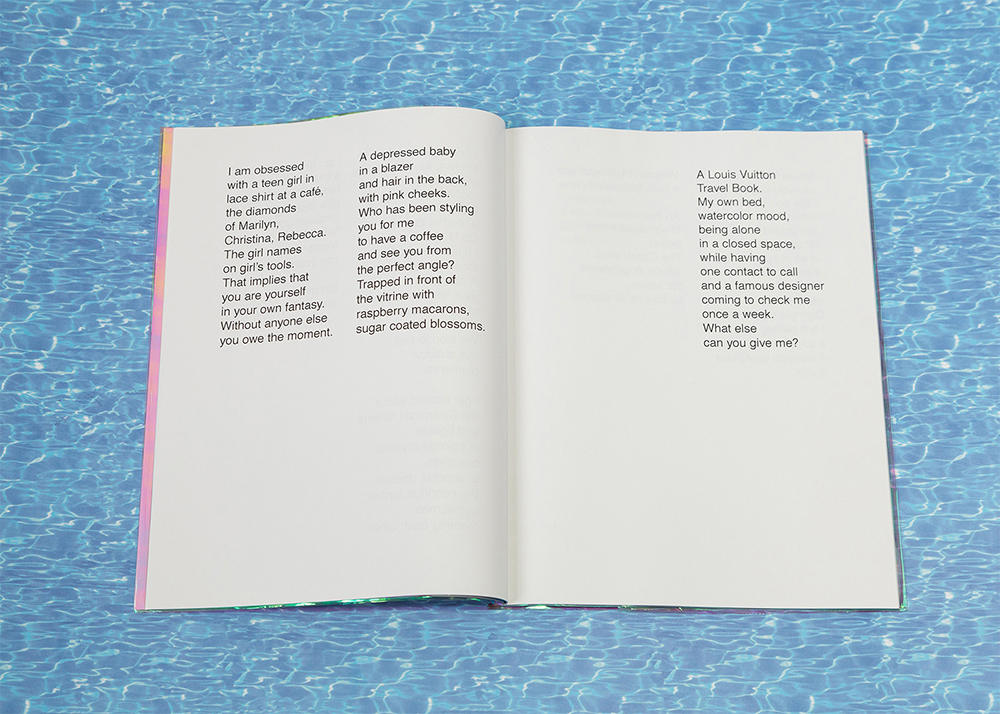 I am obsessed
with a teen girl in
lace shirt at a café,
the diamonds
of Marilyn,
Christina, Rebecca.
The girl names
on girl's tools.
That implies that
you are yourself
in your own fantasy.
Without anyone else
you owe the moment.
A depressed baby
in a blazer
and hair in the back,
with pink cheeks.
Who has been styling
you for me
to have a coffee
and see you from
the perfect angle?
Trapped in front of
the vitrine with
raspberry macarons,
sugar coated blossoms.
A Louis Vuitton
Travel Book.
My own bed,
watercolor mood,
being alone
in a closed space,
while having
one contact to call
and a famous designer
coming to check me
once a week.
What else
can you give me?